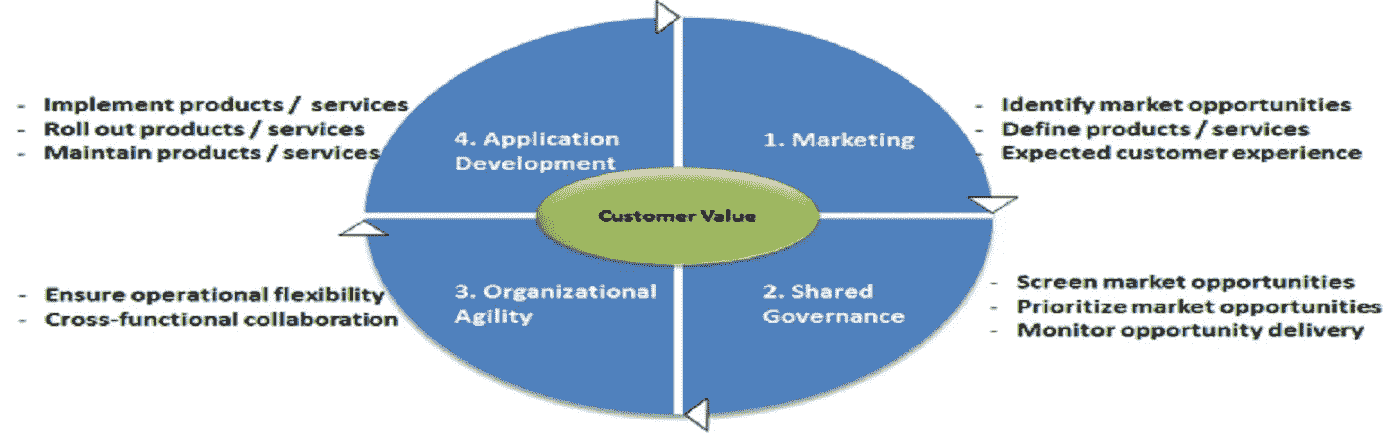 - Implement products / services
- Roll out products / services
- Maintain products / services
4. Application
Development
1. Marketing
- Identify market opportunities
- Define products / services
- Expected customer experience
Customer Value
- Ensure operational flexibility
- Cross-functional collaboration
3. Organizational
Agility
2. Shared
Governance
- Screen market opportunities
- Prioritize market opportunities
- Monitor opportunity delivery